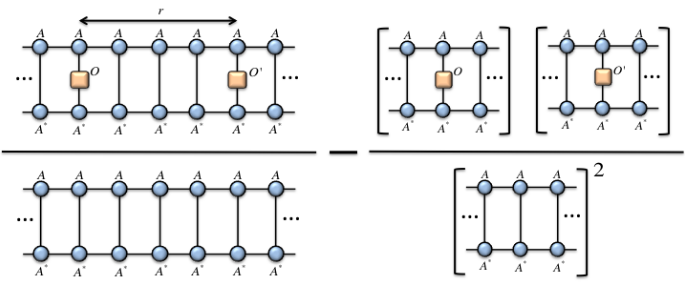 r
A A A A A A A A A A A A A
... O O' ... ... O ... ... O' ...
A* A* A* A* A* A* A* A* A* A* A* A* A*
A A A A A A A 2
A A A
... ... ... ...
A* A* A* A* A* A* A* A* A* A*